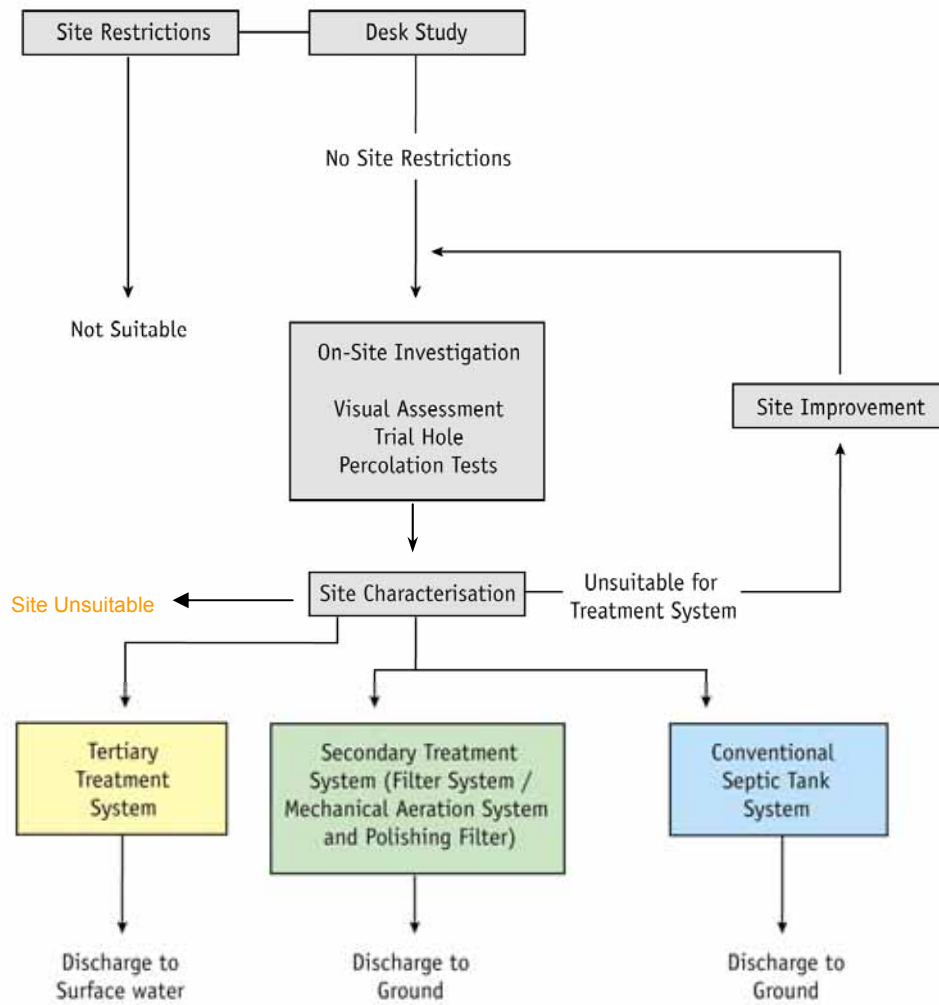 Site Restrictions
Desk Study
No Site Restrictions
Not Suitable
On-Site Investigation
Visual Assessment
Trial Hole
Percolation Tests
Site Improvement
Site Characterisation
Unsuitable for
Treatment System
Site Unsuitable
Tertiary
Treatment
System
Secondary Treatment
System (Filter System /
Mechanical Aeration System
and Polishing Filter)
Conventional
Septic Tank
System
Discharge to
Surface water
Discharge to
Ground
Discharge to
Ground